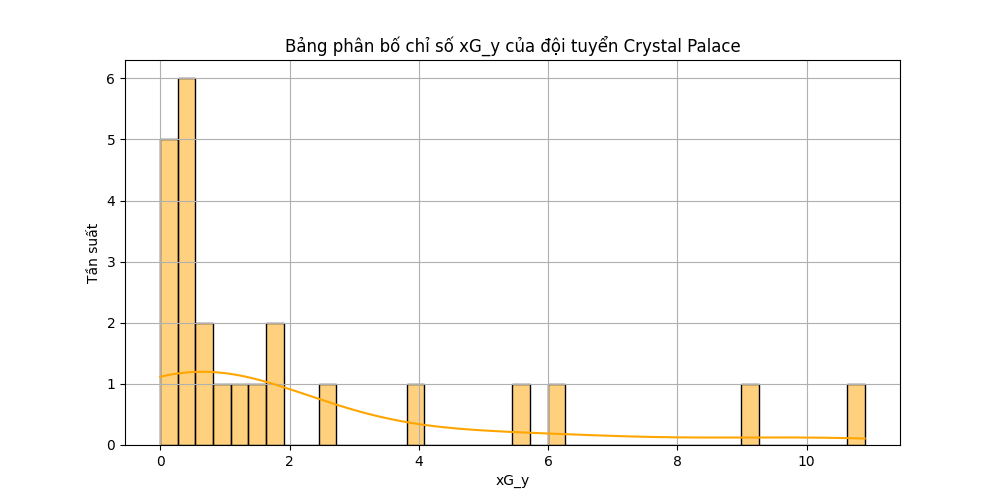 Bảng phân bố chỉ số xG_y của đội tuyển Crystal Palace
Tần suất
6
5
4
3
2
1
0
0 2 4 6 8 10
xG_y